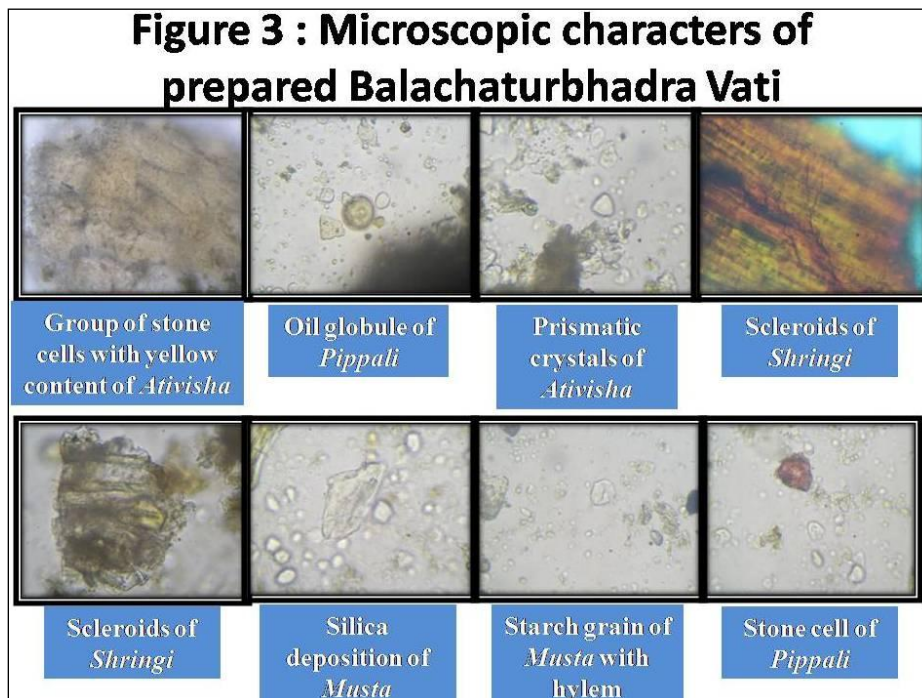 Figure 3 : Microscopic characters of
prepared Balachaturbhadra Vati
Group of stone
cells with yellow
content of Ativisha
Oil globule of
Pippali
Prismatic
crystals of
Ativisha
Scleroids of
Shringi
Scleroids of
Shringi
Silica
deposition of
Musta
Starch grain of
Musta with
hylem
Stone cell of
Pippali